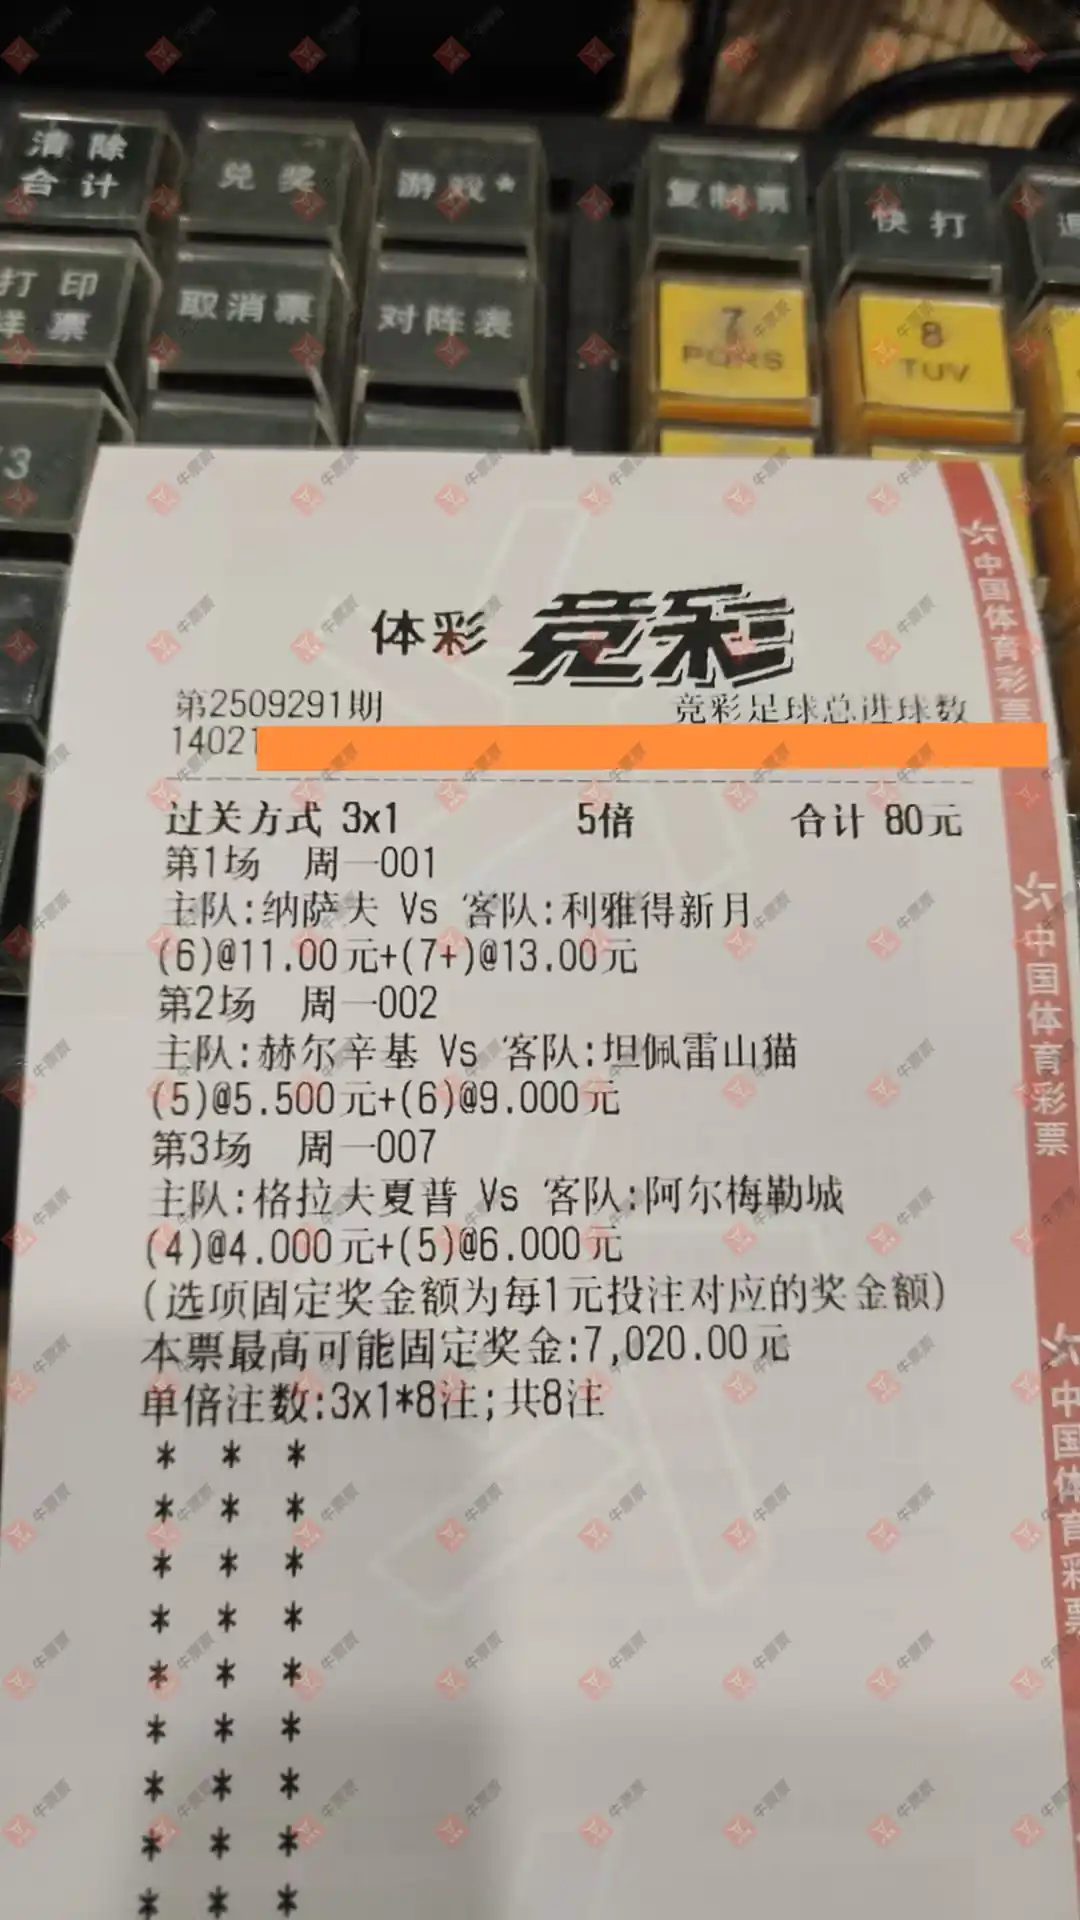 清除
合计
兑奖
游戏*
复制票
快打
打印
样票
取消票
对阵表
7
PQRS
8
TUV
3
体彩 竞彩
第2509291期 竞彩足球总进球数
14021
过关方式 3x1 5倍 合计 80元
第1场 周一001
主队:纳萨夫 Vs 客队:利雅得新月
(6)@11.00元+(7+)@13.00元
第2场 周一002
主队:赫尔辛基 Vs 客队:坦佩雷山猫
(5)@5.500元+(6)@9.000元
第3场 周一007
主队:格拉夫夏普 Vs 客队:阿尔梅勒城
(4)@4.000元+(5)@6.000元
(选项固定奖金额为每1元投注对应的奖金额)
本票最高可能固定奖金:7,020.00元
单倍注数:3x1*8注;共8注
* * *
* * *
* * *
* * *
* * *
* * *
* * *
* * *
* * *
中国体育彩票
中国体育彩票
中国体育彩票
牛票票